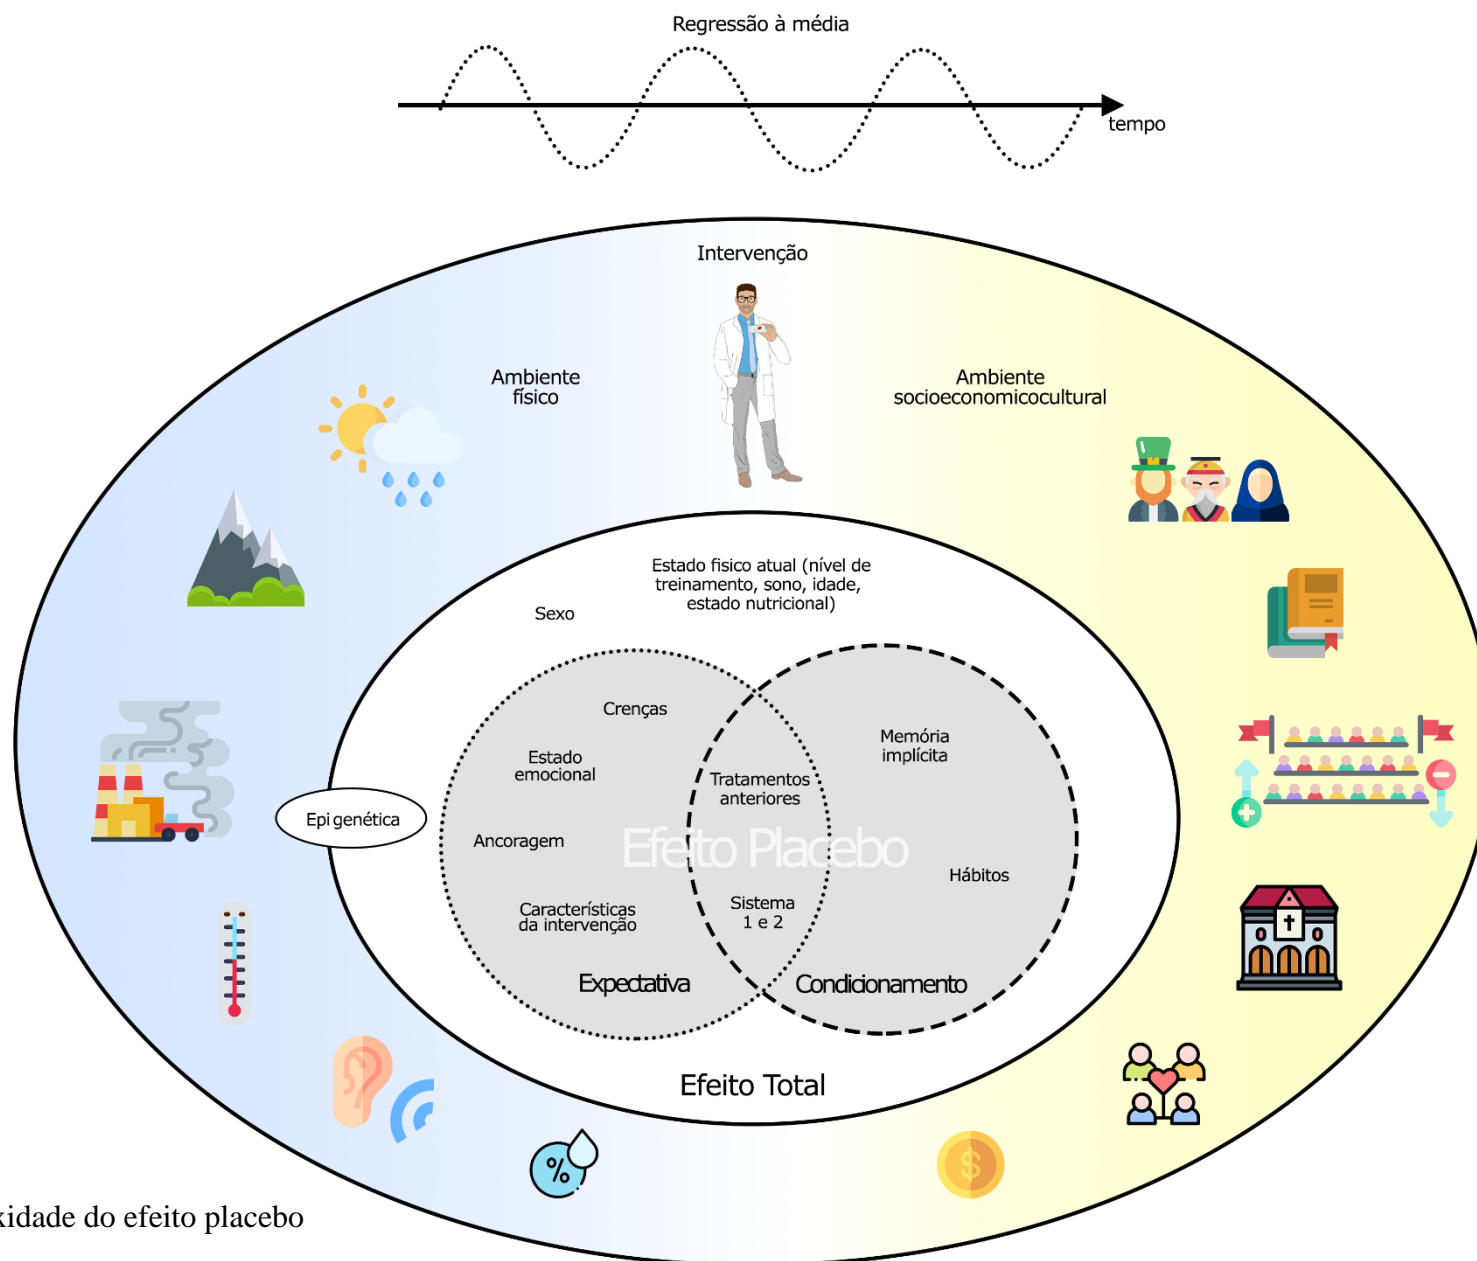 Regressão à média
tempo
Intervenção
Ambiente
físico
Ambiente
socioeconomicocultural
Estado fisico atual (nível de
treinamento, sono, idade,
estado nutricional)
Sexo
Crenças
Estado
emocional
Memória
implícita
Tratamentos
anteriores
Epi genética
Ancoragem
Efeito Placebo
Hábitos
Características
da intervenção
Sistema
1 e 2
Expectativa
Condicionamento
Efeito Total
%
$
xidade do efeito placebo